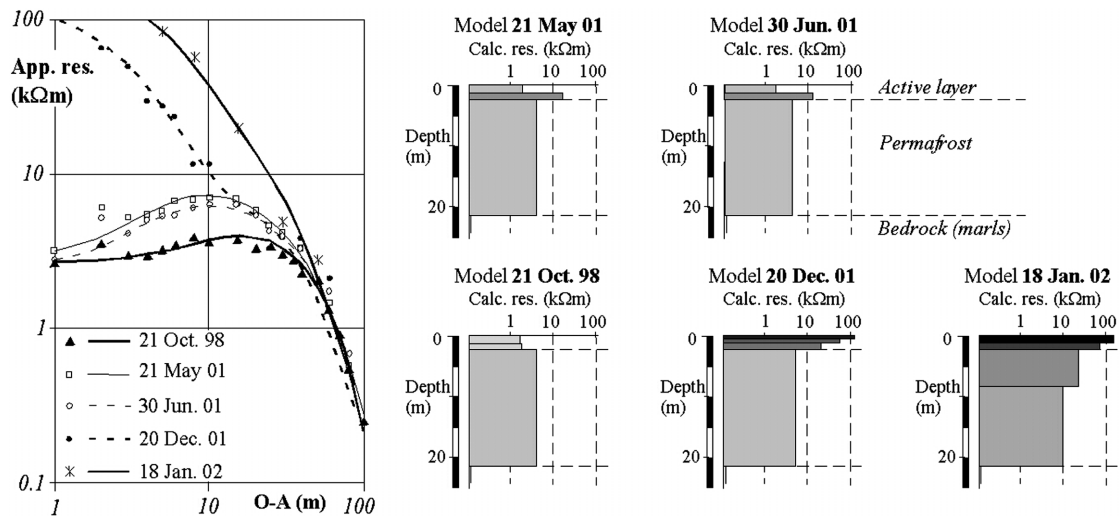 100
App. res.
(kΩm)
10
1
0.1
1
10
100
O-A (m)
21 Oct. 98
21 May 01
30 Jun. 01
20 Dec. 01
18 Jan. 02
Model 21 May 01
Calc. res. (kΩm)
1 10 100
0
Depth
(m)
20
Model 30 Jun. 01
Calc. res. (kΩm)
1 10 100
0
Depth
(m)
20
Active layer
Permafrost
Bedrock (marls)
Model 21 Oct. 98
Calc. res. (kΩm)
1 10 100
0
Depth
(m)
20
Model 20 Dec. 01
Calc. res. (kΩm)
1 10 100
0
Depth
(m)
20
Model 18 Jan. 02
Calc. res. (kΩm)
1 10 100
0
Depth
(m)
20